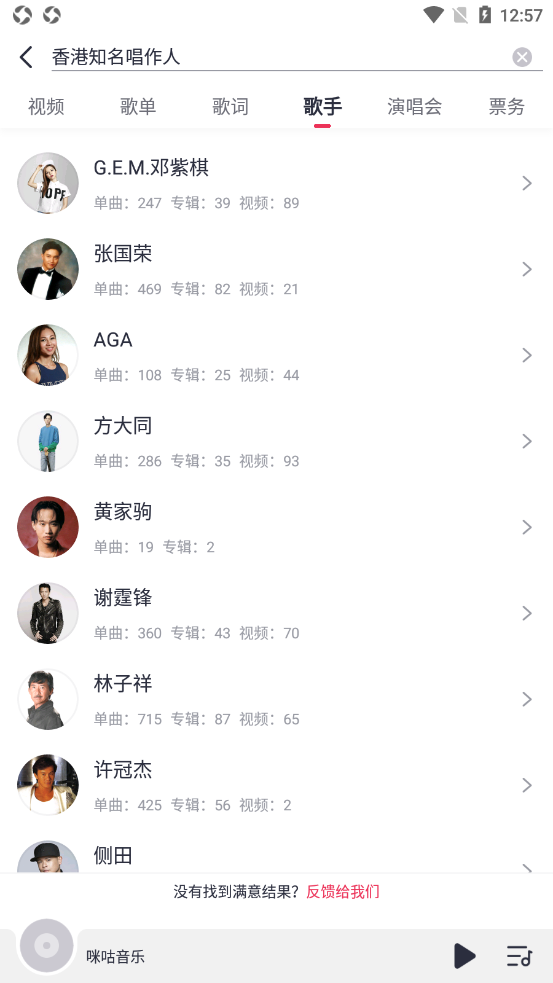 12:57
香港知名唱作人
视频 歌单 歌词 歌手 演唱会 票务
G.E.M.邓紫棋
单曲：247 专辑：39 视频：89
张国荣
单曲：469 专辑：82 视频：21
AGA
单曲：108 专辑：25 视频：44
方大同
单曲：286 专辑：35 视频：93
黄家驹
单曲：19 专辑：2
谢霆锋
单曲：360 专辑：43 视频：70
林子祥
单曲：715 专辑：87 视频：65
许冠杰
单曲：425 专辑：56 视频：2
侧田
没有找到满意结果？反馈给我们
咪咕音乐